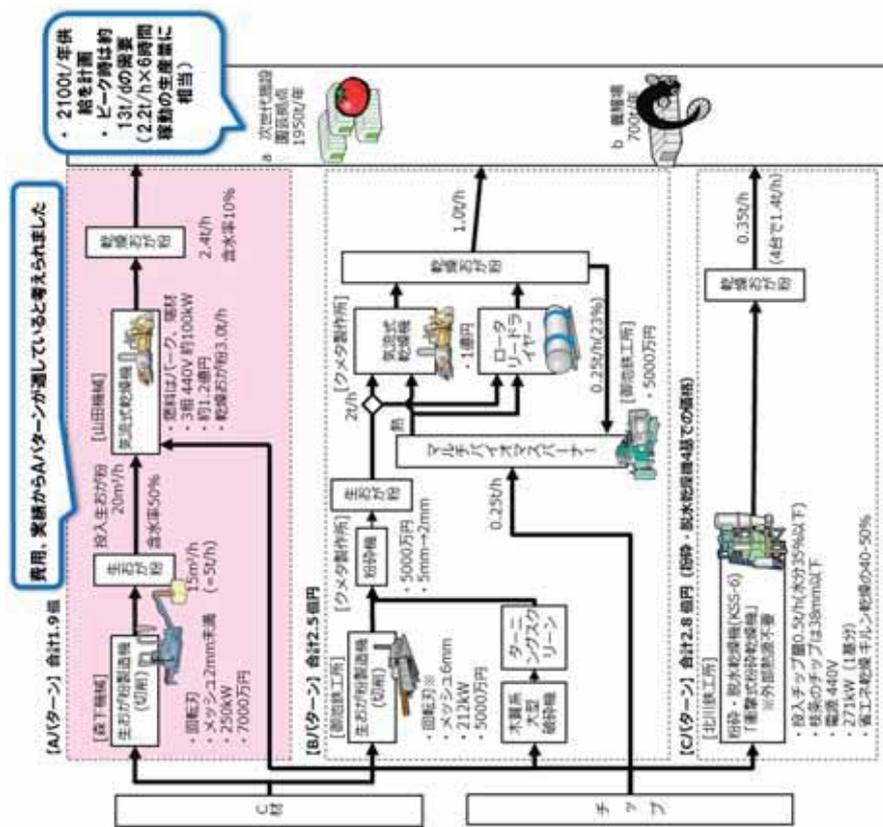 費用、実績からAパターンが適していると考えられました
・2100t/年供
給を計画
・ピーク時は約
13t/dの需要
(2.2t/h×6時間
稼動の生産量に
相当)
C材
チップ
[Aパターン] 合計1.9億
[森下機械]
生おが粉製造機
(切削)
・回転刃
・メッシュ2mm未満
・250kW
・7000万円
15m³/h
(=5t/h)
生おが粉
投入生おが粉
20m³/h
含水率50%
[山田機械]
気流式乾燥機
・燃料はバーク、端材
・3相 440V 約100kW
・約1.2億円
・乾燥おが粉3.0t/h
乾燥おが粉
2.4t/h
含水率10%
[Bパターン] 合計2.5億円
[御池鉄工所]
生おが粉製造機
(切削)
・回転刃※
・メッシュ6mm
・212kW
・5000万円
木質系
大型
破砕機
ターニ
ングスク
リーン
[クメタ製作所]
粉砕機
・5000万円
・5mm→2mm
生おが粉
2t/h
熱
マルチバイオマスバーナー
0.25t/h
[御池鉄工所]
・5000万円
[クメタ製作所]
気流式
乾燥機
・1億円
ロータ
リードラ
イヤー
0.25t/h(23%)
乾燥おが粉
1.0t/h
[Cパターン] 合計2.8億円(粉砕・脱水乾燥機4基での価格)
[北川鉄工所]
粉砕・脱水乾燥機(KSS-6)
「衝撃式粉砕乾燥機」
※外部熱源不要
・投入チップ量0.5t/h(水分35%以下)
・枝条のチップは38mm以下
・電源 440V
・271kW (1基分)
・省エネ乾燥 キルン乾燥の40-50%
乾燥おが粉
0.35t/h
(4台で1.4t/h)
a 次世代施設
園芸拠点
1950t/年
b 養鰻場
700t/年